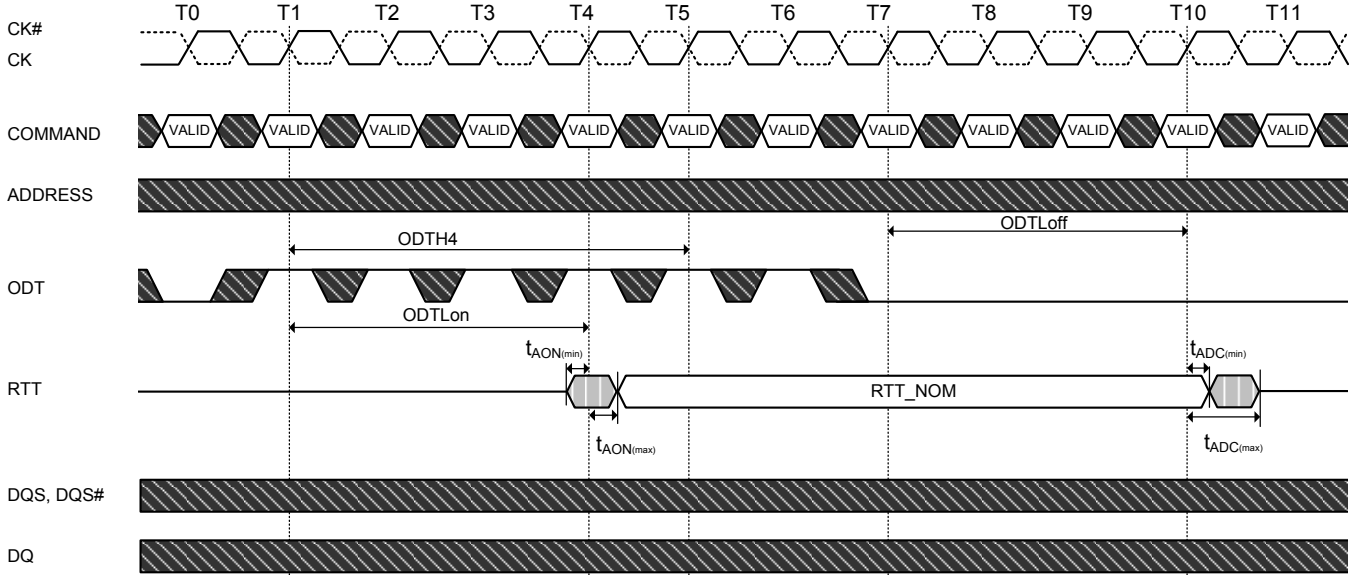 T0 T1 T2 T3 T4 T5 T6 T7 T8 T9 T10 T11
CK#
CK
COMMAND VALID VALID VALID VALID VALID VALID VALID VALID VALID VALID VALID VALID
ADDRESS
ODTLoff
ODTH4
ODT
ODTLon
tAON(min) tADC(min)
RTT RTT_NOM
tAON(max) tADC(max)
DQS, DQS#
DQ